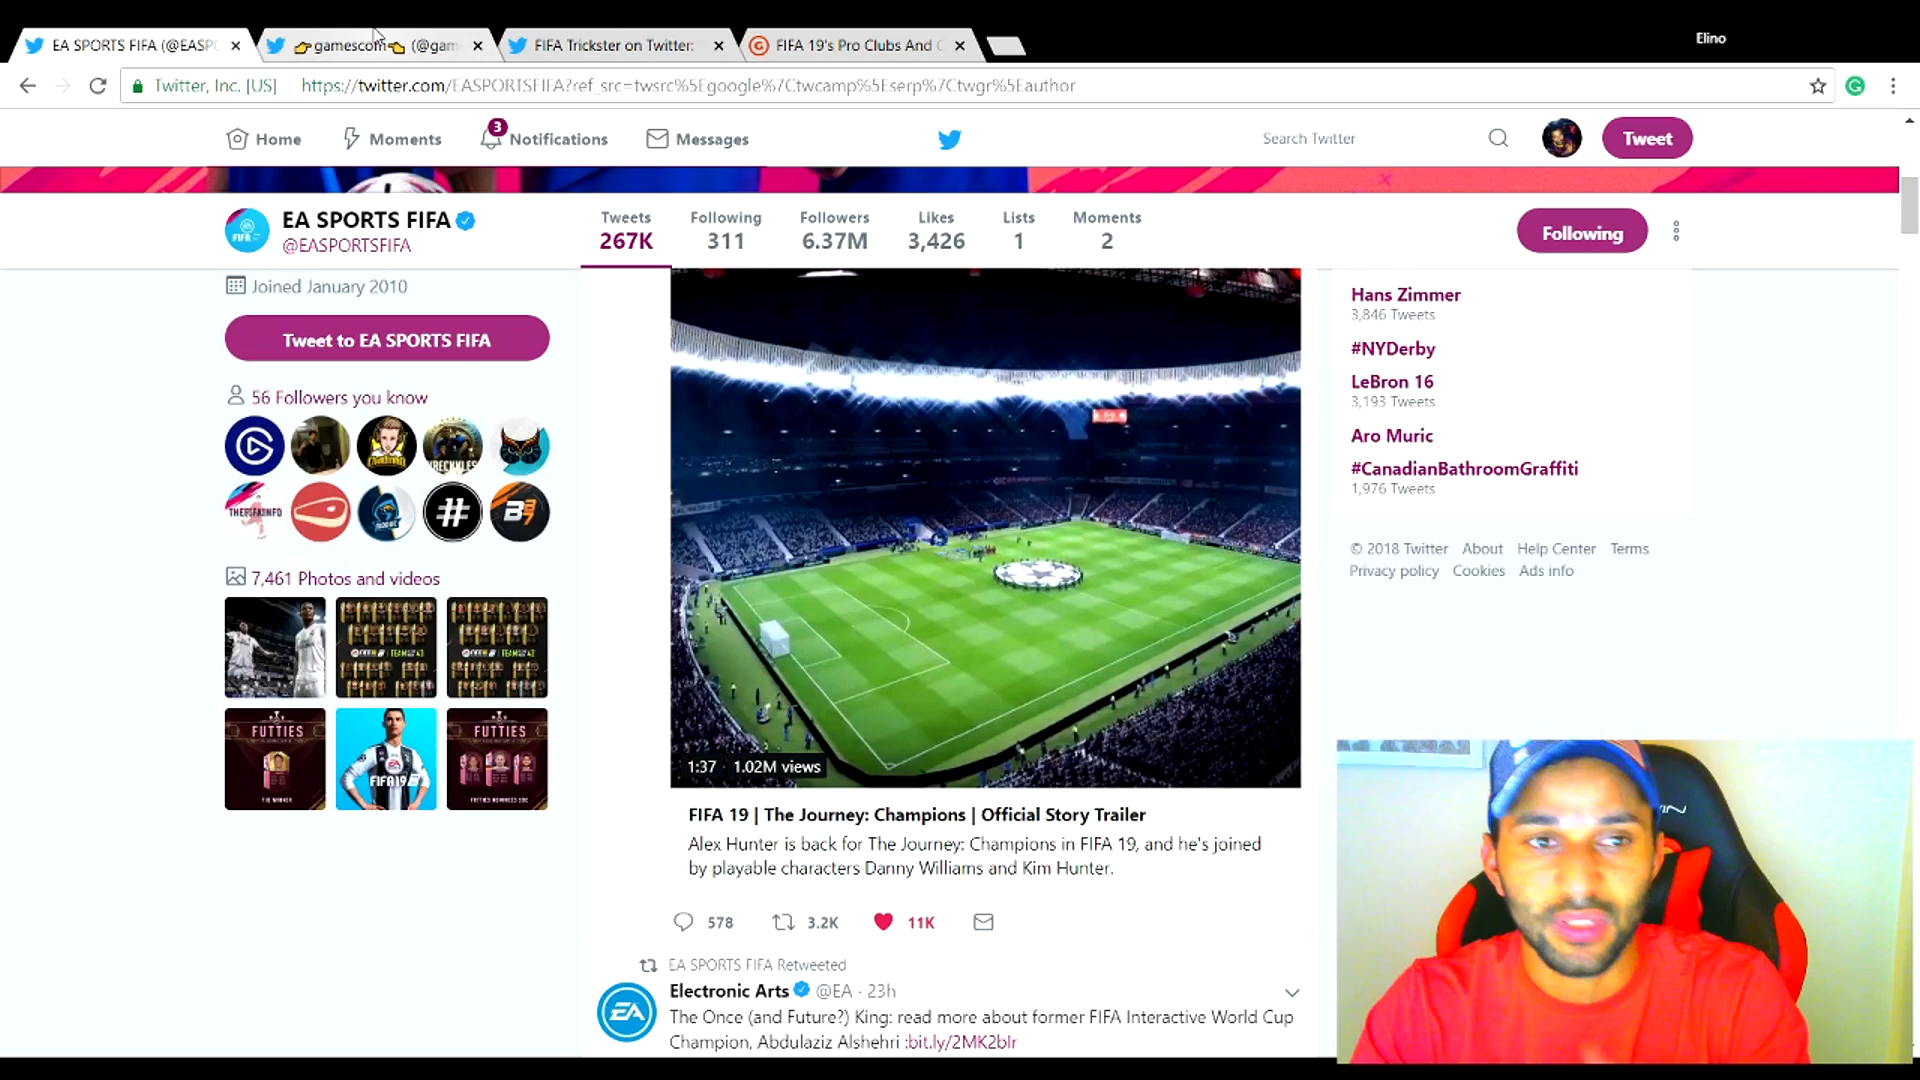 EA SPORTS FIFA (@EASP
👉gamescom👈 (@gam
FIFA Trickster on Twitter:
FIFA 19's Pro Clubs And
Elino
Twitter, Inc. [US] https://twitter.com/EASPORTSFIFA?ref_src=twsrc%5Egoogle%7Ctwcamp%5Eserp%7Ctwgr%5Eauthor
Home
Moments
3
Notifications
Messages
Search Twitter
Tweet
EA SPORTS FIFA
@EASPORTSFIFA
Tweets Following Followers Likes Lists Moments
267K 311 6.37M 3,426 1 2
Following
Joined January 2010
Tweet to EA SPORTS FIFA
56 Followers you know
WRECKLESS
THEFIFAINFO
#
7,461 Photos and videos
FUTTIES
FIFA19
FUTTIES
1:37 1.02M views
FIFA 19 | The Journey: Champions | Official Story Trailer
Alex Hunter is back for The Journey: Champions in FIFA 19, and he's joined
by playable characters Danny Williams and Kim Hunter.
578 3.2K 11K
EA SPORTS FIFA Retweeted
Electronic Arts @EA · 23h
The Once (and Future?) King: read more about former FIFA Interactive World Cup
Champion, Abdulaziz Alshehri :bit.ly/2MK2bIr
Hans Zimmer
3,846 Tweets
#NYDerby
LeBron 16
3,193 Tweets
Aro Muric
#CanadianBathroomGraffiti
1,976 Tweets
© 2018 Twitter About Help Center Terms
Privacy policy Cookies Ads info